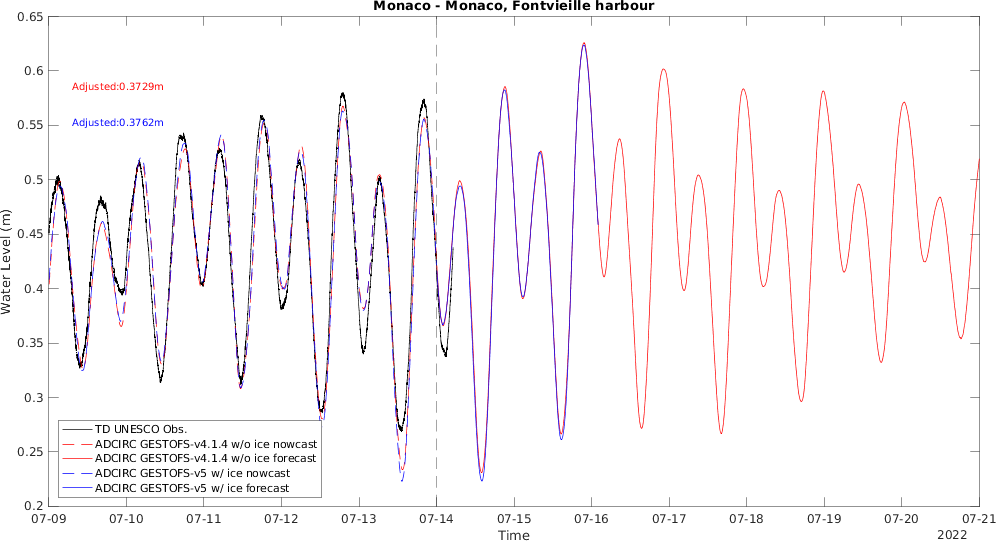 Monaco - Monaco, Fontvieille harbour
0.65
0.6
0.55
0.5
0.45
0.4
0.35
0.3
0.25
0.2
Water Level (m)
Adjusted:0.3729m
Adjusted:0.3762m
TD UNESCO Obs.
ADCIRC GESTOFS-v4.1.4 w/o ice nowcast
ADCIRC GESTOFS-v4.1.4 w/o ice forecast
ADCIRC GESTOFS-v5 w/ ice nowcast
ADCIRC GESTOFS-v5 w/ ice forecast
07-09 07-10 07-11 07-12 07-13 07-14 07-15 07-16 07-17 07-18 07-19 07-20 07-21
Time
2022